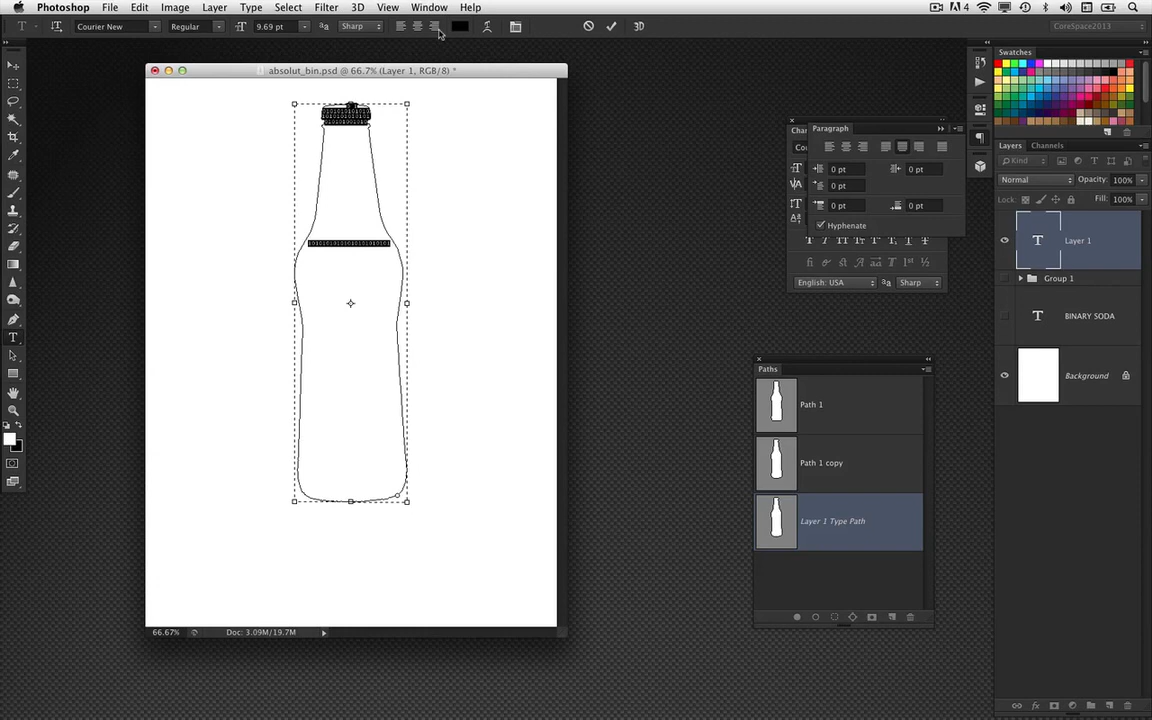 Photoshop File Edit Image Layer Type Select Filter 3D View Window Help
T Courier New Regular 9.69 pt Sharp 3D CoreSpace2013
absolut_bin.psd @ 66.7% (Layer 1, RGB/8) *
Swatches
Paragraph
0 pt 0 pt
0 pt
0 pt 0 pt
Hyphenate
English: USA Sharp
Layers Channels
Kind
Normal Opacity: 100%
Lock: Fill: 100%
T Layer 1
Group 1
T BINARY SODA
Background
Paths
Path 1
Path 1 copy
Layer 1 Type Path
66.67% Doc: 3.09M/19.7M